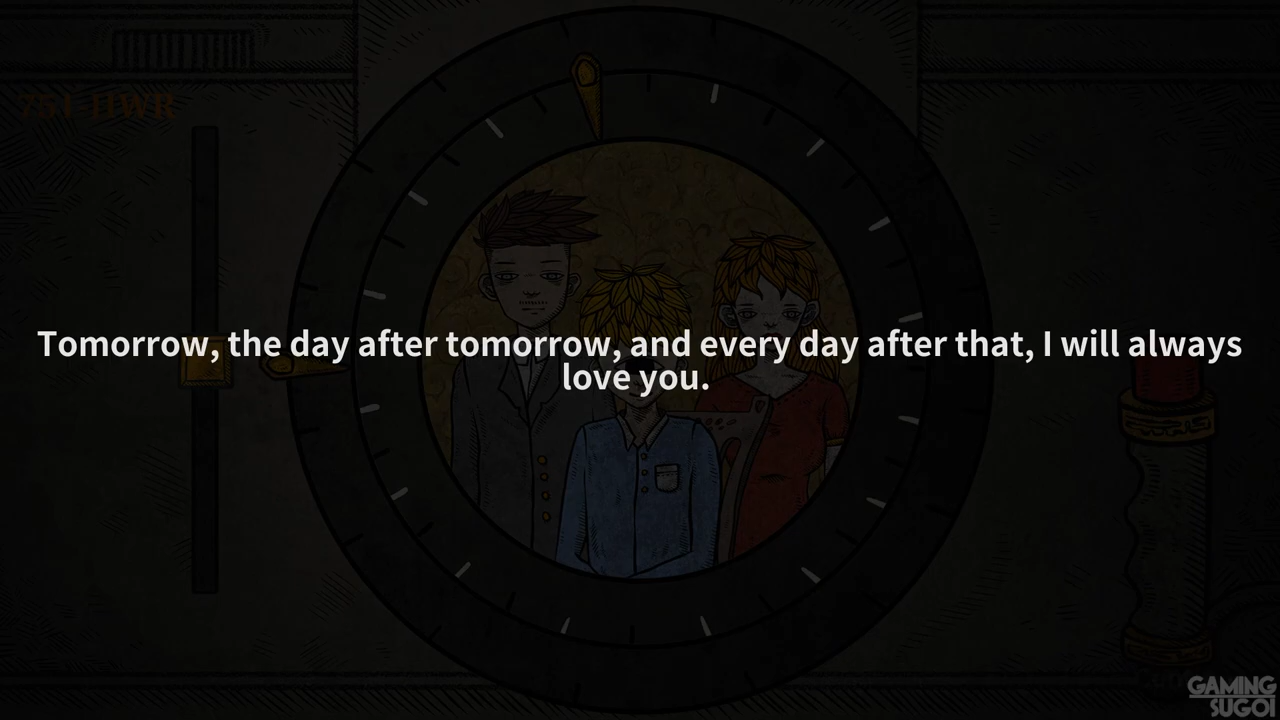 Tomorrow, the day after tomorrow, and every day after that, I will always
love you.
GAMING
SUGOI